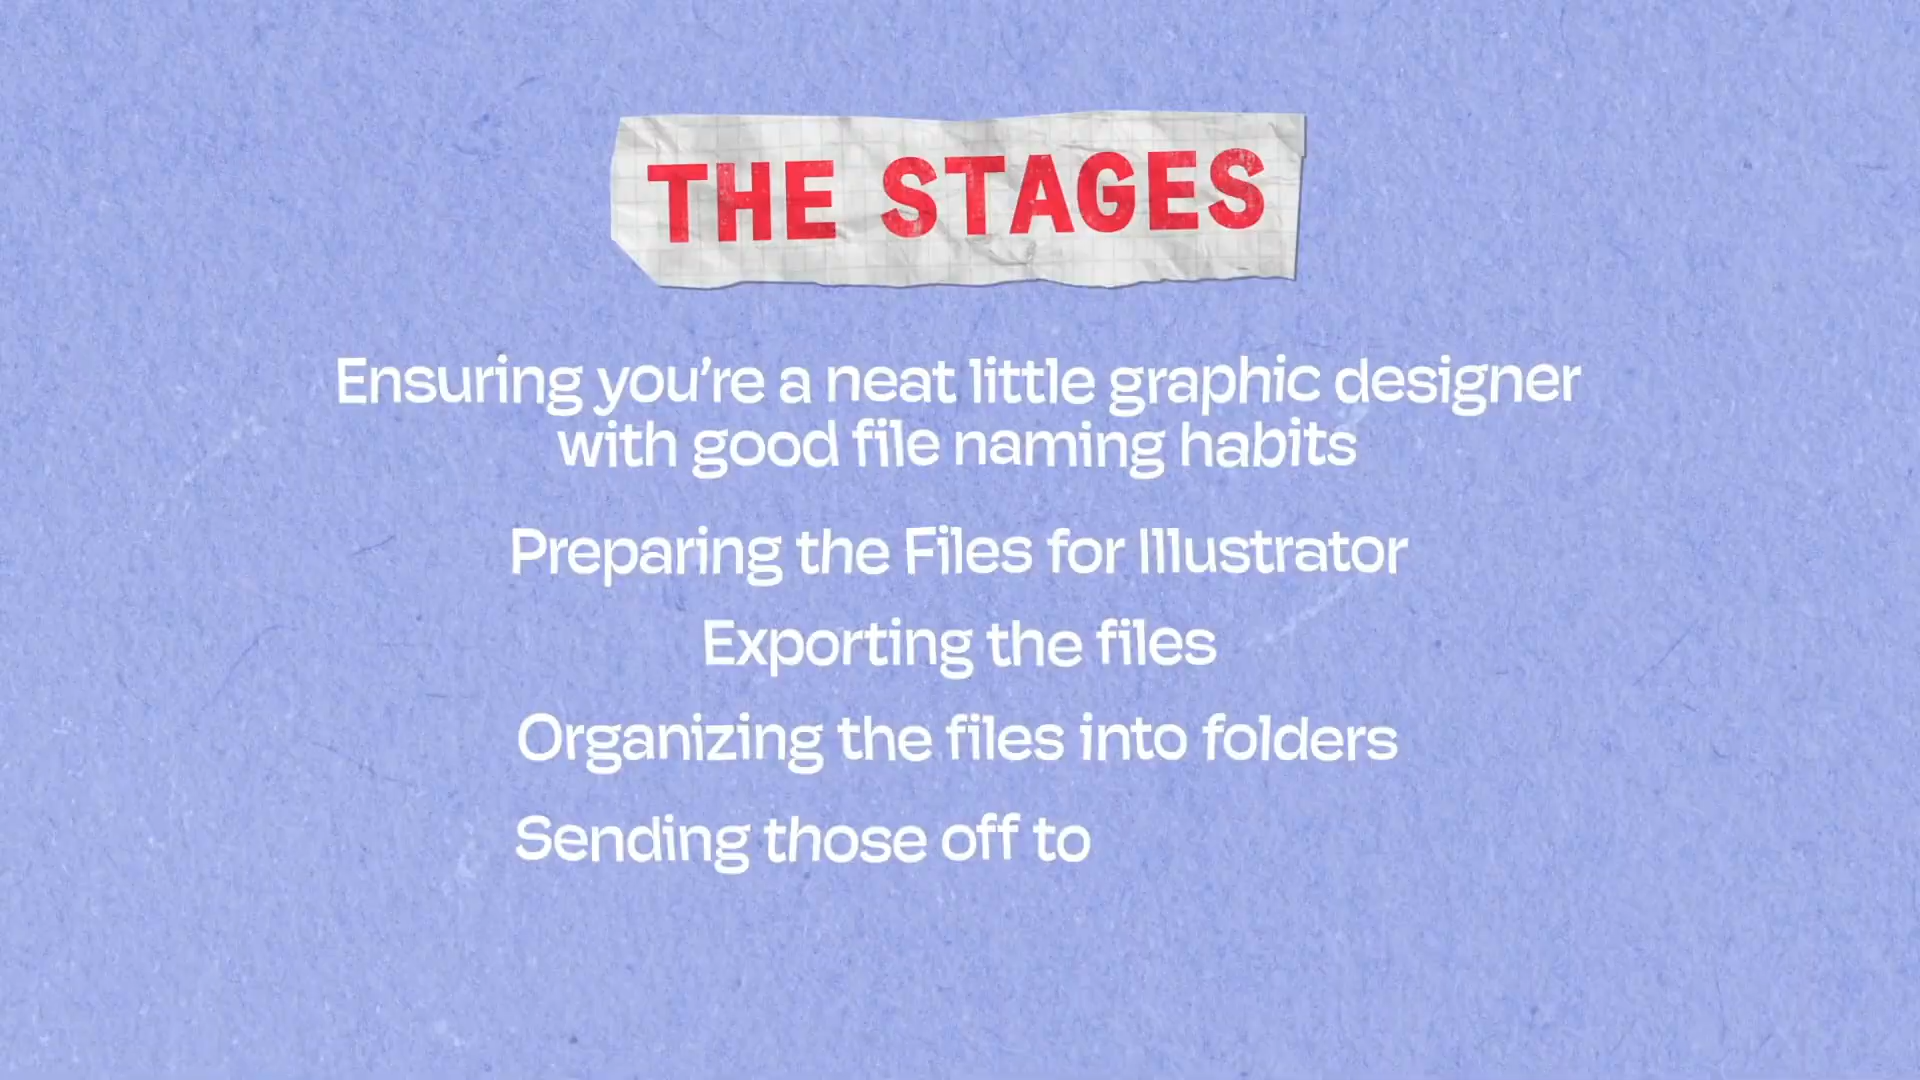 THE STAGES
Ensuring you’re a neat little graphic designer
with good file naming habits
Preparing the Files for Illustrator
Exporting the files
Organizing the files into folders
Sending those off to